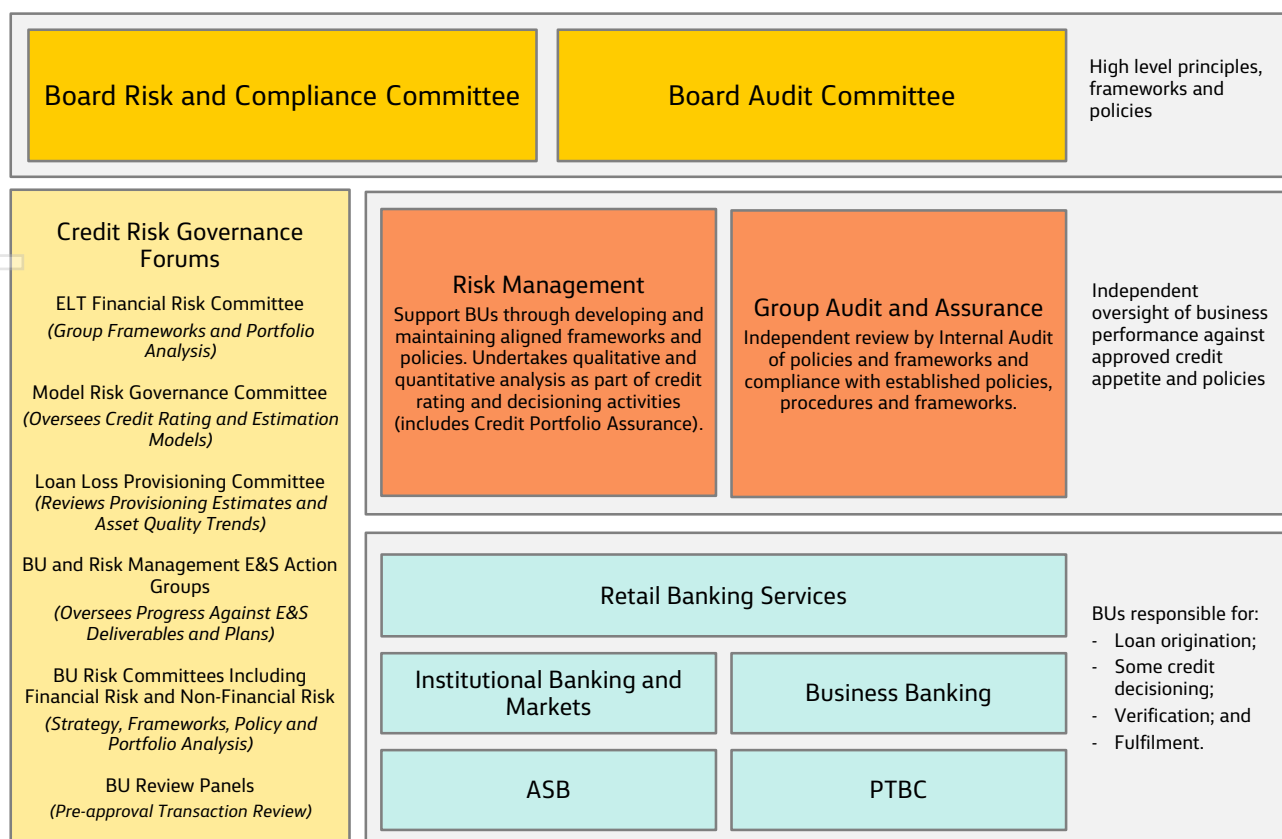 Board Risk and Compliance Committee
Board Audit Committee
High level principles,
frameworks and
policies
Credit Risk Governance
Forums
ELT Financial Risk Committee
(Group Frameworks and Portfolio
Analysis)
Model Risk Governance Committee
(Oversees Credit Rating and Estimation
Models)
Loan Loss Provisioning Committee
(Reviews Provisioning Estimates and
Asset Quality Trends)
BU and Risk Management E&S Action
Groups
(Oversees Progress Against E&S
Deliverables and Plans)
BU Risk Committees Including
Financial Risk and Non-Financial Risk
(Strategy, Frameworks, Policy and
Portfolio Analysis)
BU Review Panels
(Pre-approval Transaction Review)
Risk Management
Support BUs through developing and
maintaining aligned frameworks and
policies. Undertakes qualitative and
quantitative analysis as part of credit
rating and decisioning activities
(includes Credit Portfolio Assurance).
Group Audit and Assurance
Independent review by Internal Audit
of policies and frameworks and
compliance with established policies,
procedures and frameworks.
Independent
oversight of business
performance against
approved credit
appetite and policies
Retail Banking Services
Institutional Banking and
Markets
Business Banking
ASB
PTBC
BUs responsible for:
- Loan origination;
- Some credit
decisioning;
- Verification; and
- Fulfilment.